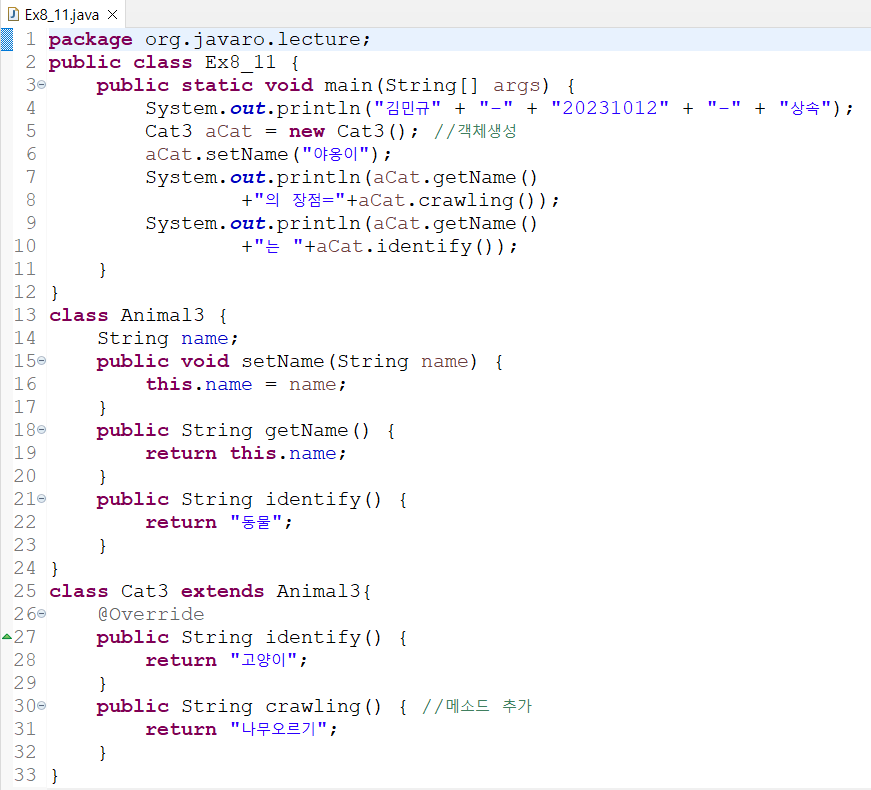 Ex8_11.java
1 package org.javaro.lecture;
2 public class Ex8_11 {
3 public static void main(String[] args) {
4 System.out.println("김민규" + "-" + "20231012" + "-" + "상속");
5 Cat3 aCat = new Cat3(); //객체생성
6 aCat.setName("야옹이");
7 System.out.println(aCat.getName()
8 +"의 장점="+aCat.crawling());
9 System.out.println(aCat.getName()
10 +"는 "+aCat.identify());
11 }
12 }
13 class Animal3 {
14 String name;
15 public void setName(String name) {
16 this.name = name;
17 }
18 public String getName() {
19 return this.name;
20 }
21 public String identify() {
22 return "동물";
23 }
24 }
25 class Cat3 extends Animal3{
26 @Override
27 public String identify() {
28 return "고양이";
29 }
30 public String crawling() { //메소드 추가
31 return "나무오르기";
32 }
33 }